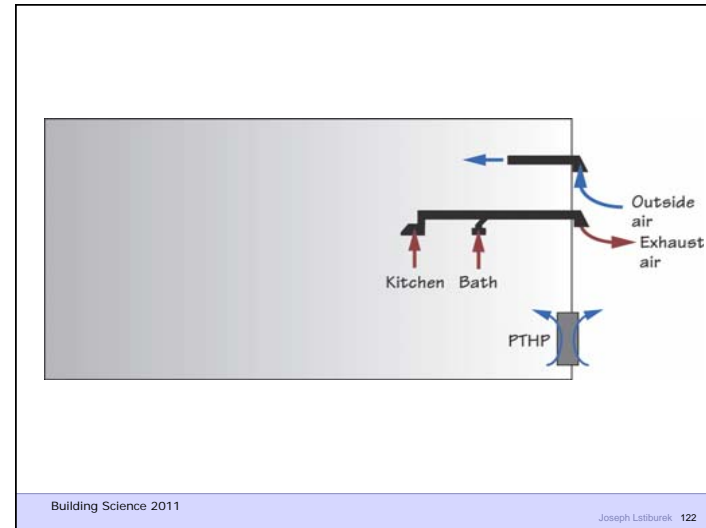 Outside
air
Exhaust
air
Kitchen Bath
PTHP
Building Science 2011
Joseph Lstiburek 122